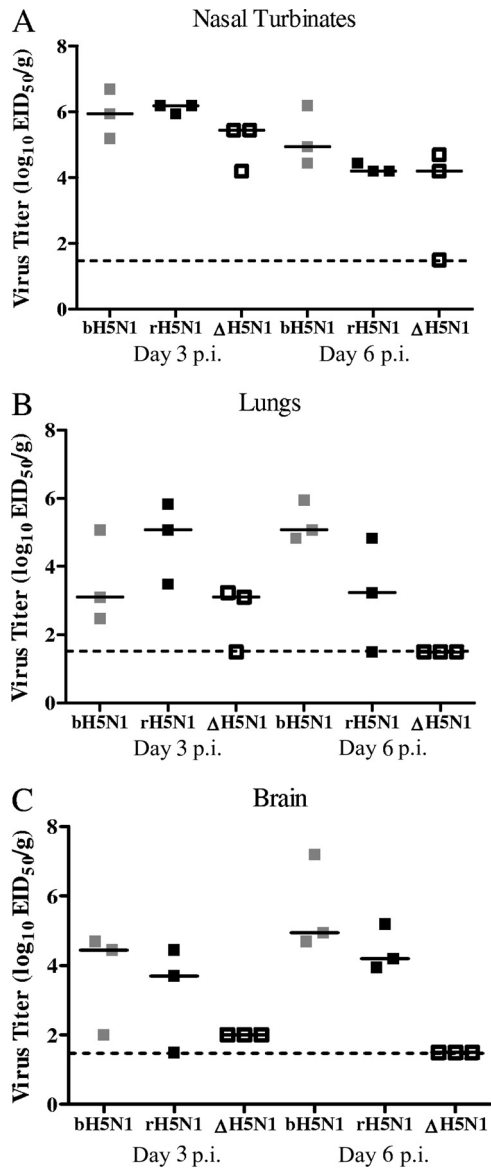 A
Nasal Turbinates
Virus Titer (log10 EID50/g)
8
6
4
2
0
bH5N1 rH5N1 ΔH5N1 bH5N1 rH5N1 ΔH5N1
Day 3 p.i. Day 6 p.i.
B
Lungs
Virus Titer (log10 EID50/g)
8
6
4
2
0
bH5N1 rH5N1 ΔH5N1 bH5N1 rH5N1 ΔH5N1
Day 3 p.i. Day 6 p.i.
C
Brain
Virus Titer (log10 EID50/g)
8
6
4
2
0
bH5N1 rH5N1 ΔH5N1 bH5N1 rH5N1 ΔH5N1
Day 3 p.i. Day 6 p.i.